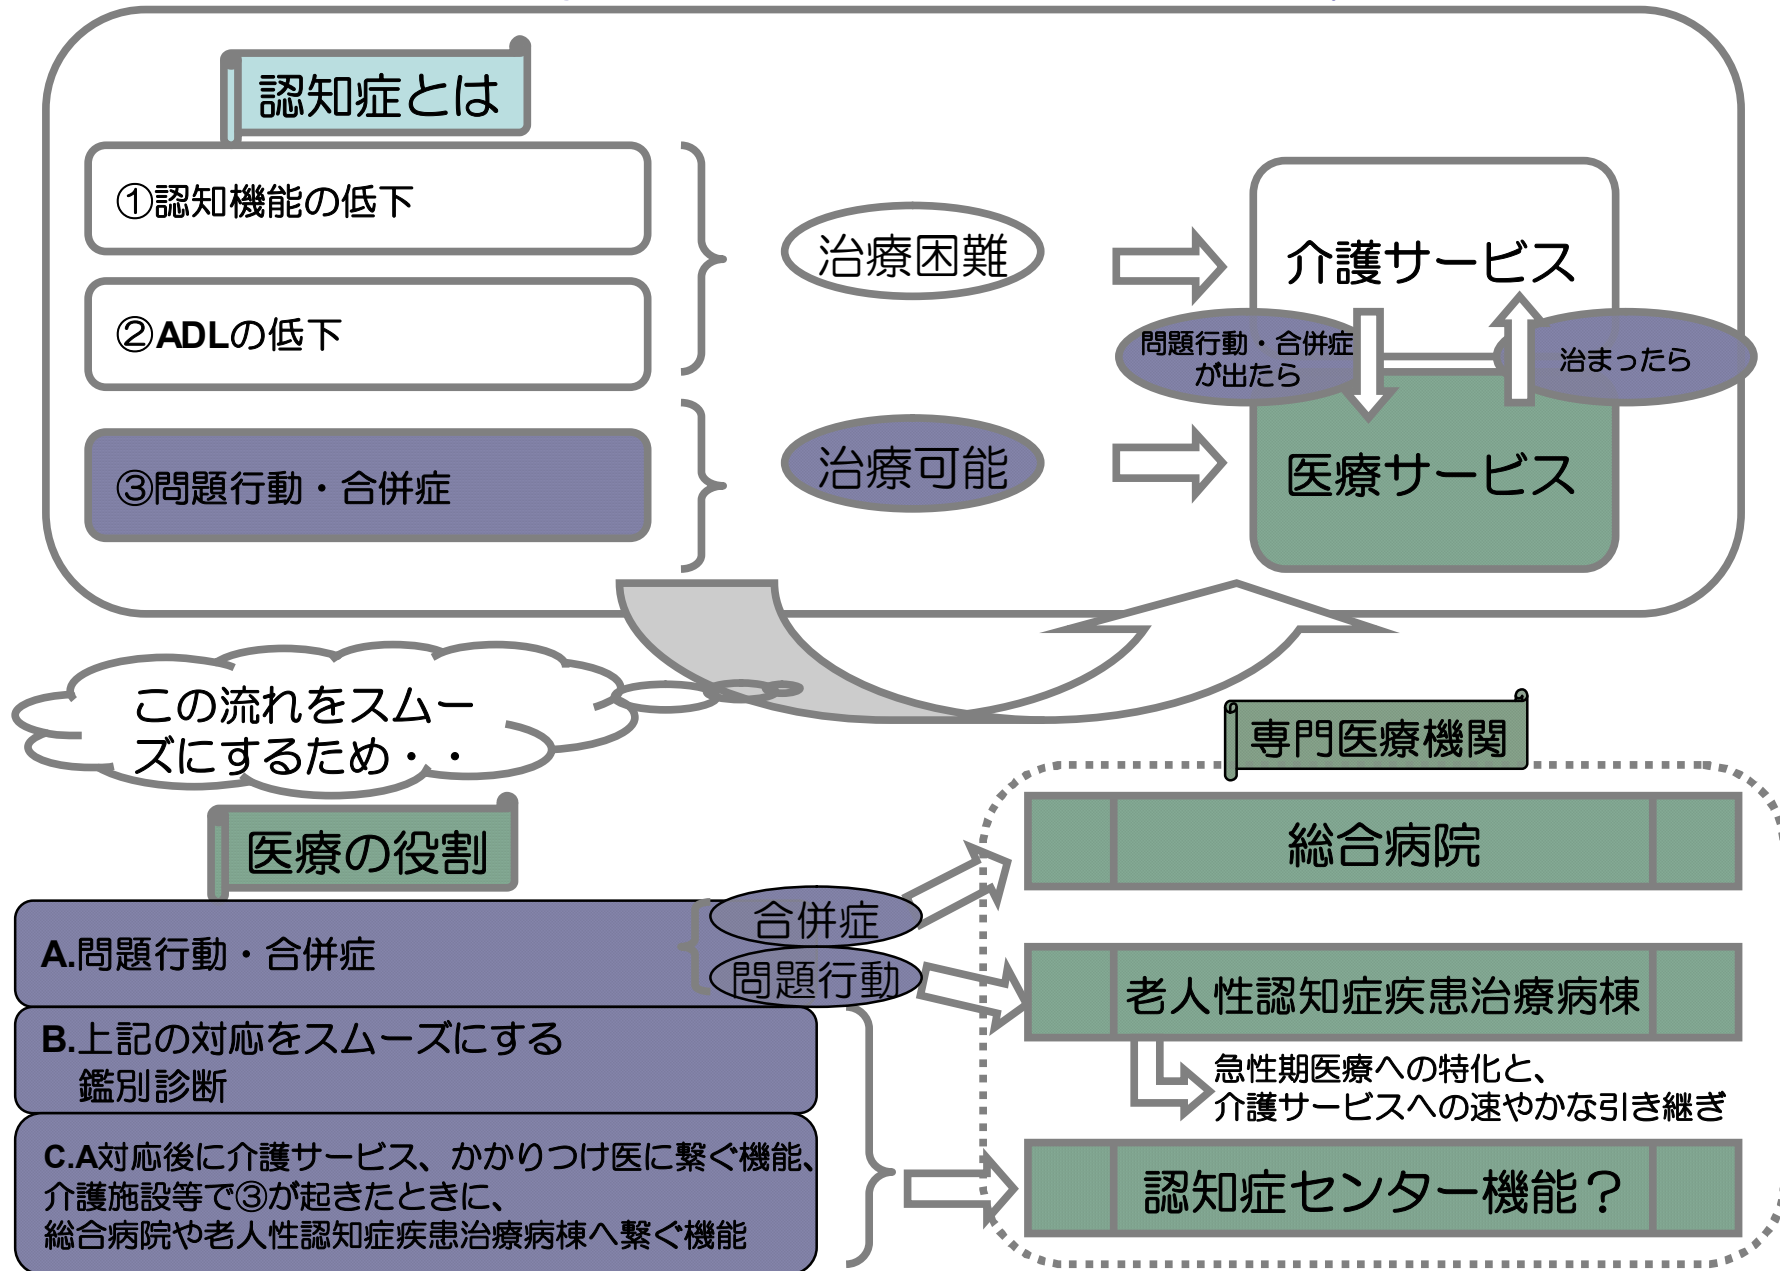 認知症とは
①認知機能の低下
②ADLの低下
③問題行動・合併症
治療困難
治療可能
介護サービス
問題行動・合併症
が出たら
治まったら
医療サービス
この流れをスムー
ズにするため・・
専門医療機関
医療の役割
総合病院
A.問題行動・合併症
合併症
問題行動
老人性認知症疾患治療病棟
B.上記の対応をスムーズにする
鑑別診断
急性期医療への特化と、
介護サービスへの速やかな引き継ぎ
C.A対応後に介護サービス、かかりつけ医に繋ぐ機能、
介護施設等で③が起きたときに、
総合病院や老人性認知症疾患治療病棟へ繋ぐ機能
認知症センター機能？